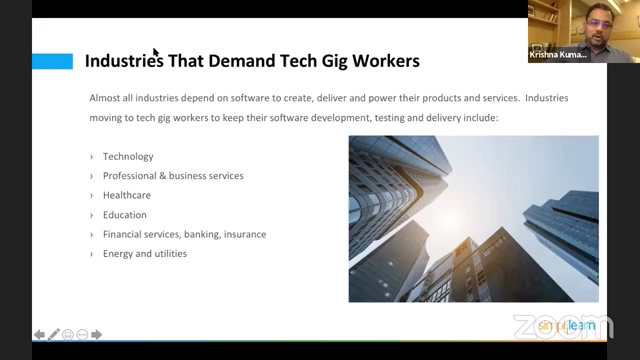 Industries That Demand Tech Gig Workers
Krishna Kuma...
Almost all industries depend on software to create, deliver and power their products and services. Industries
moving to tech gig workers to keep their software development, testing and delivery include:
› Technology
› Professional & business services
› Healthcare
› Education
› Financial services, banking, insurance
› Energy and utilities
simplilearn
zoom